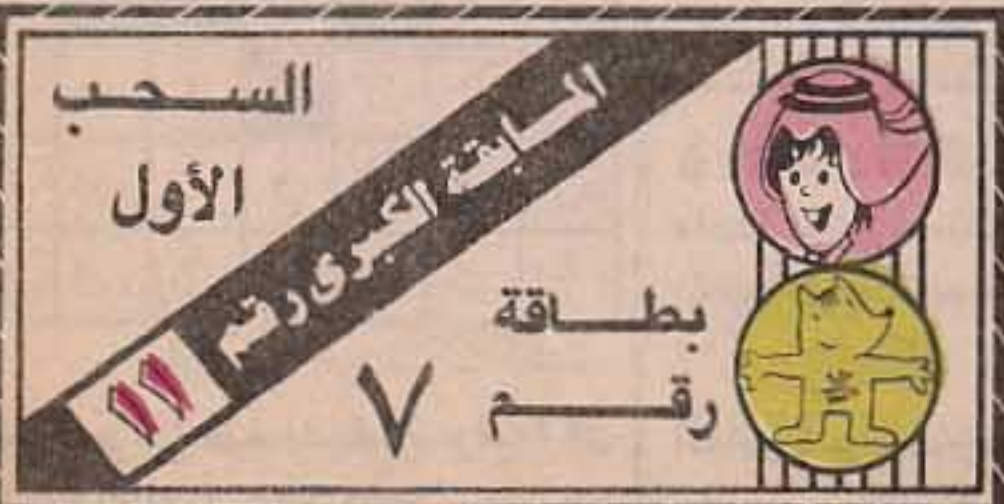 السحب
الأول
المسابقة الكبرى رقم
١١
بطاقة
رقم
٧